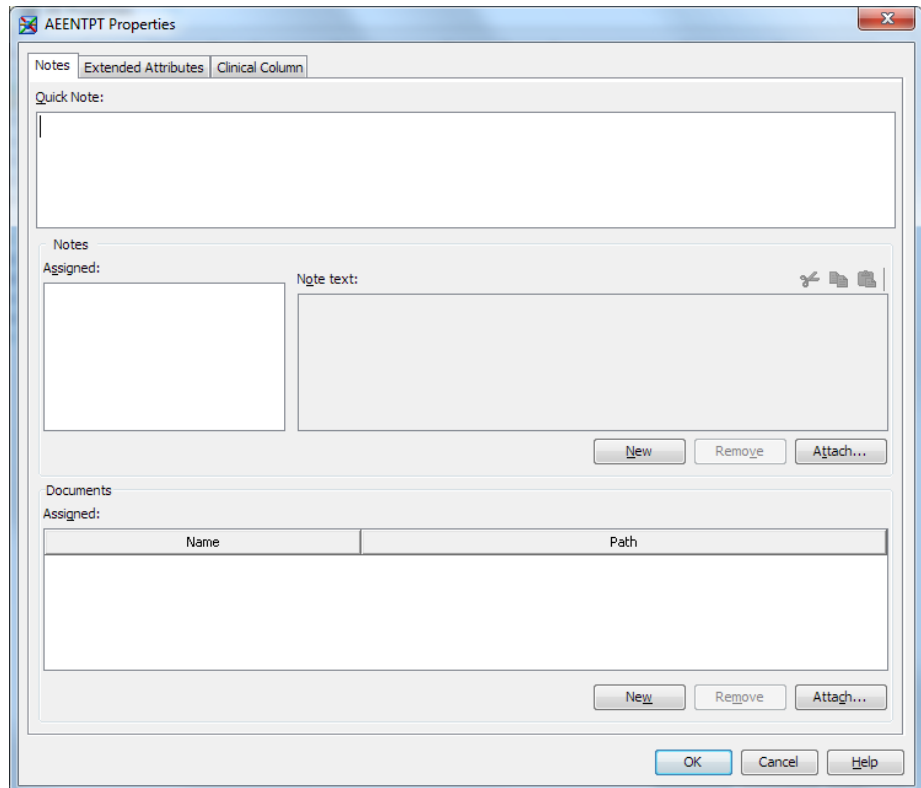 AEENTPT Properties
Notes Extended Attributes Clinical Column
Quick Note:
Notes
Assigned:
Note text:
New Remove Attach...
Documents
Assigned:
Name Path
New Remove Attach...
OK Cancel Help